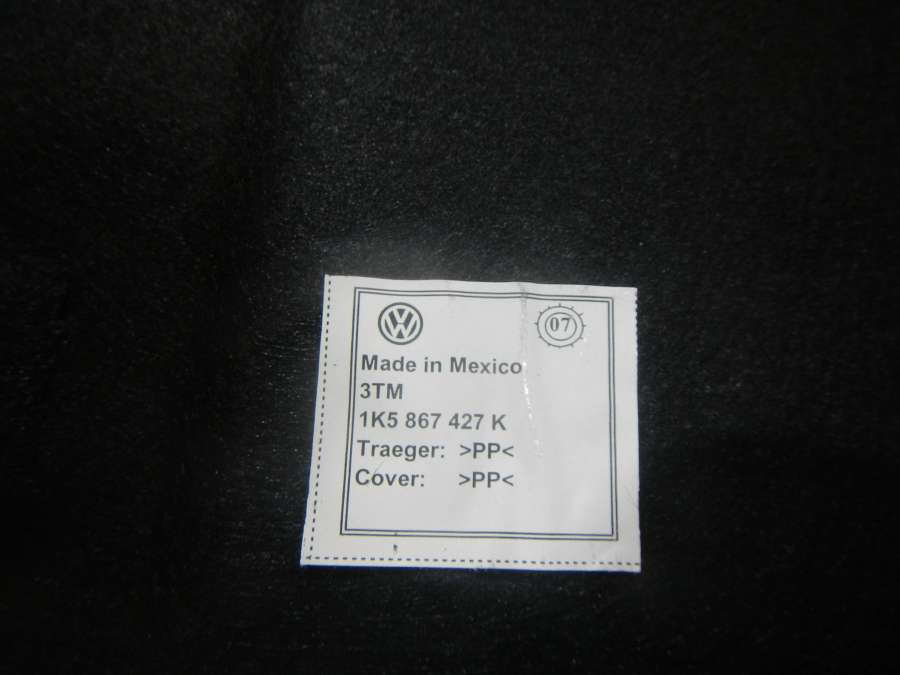 07
Made in Mexico
3TM
1K5 867 427 K
Traeger: >PP<
Cover: >PP<